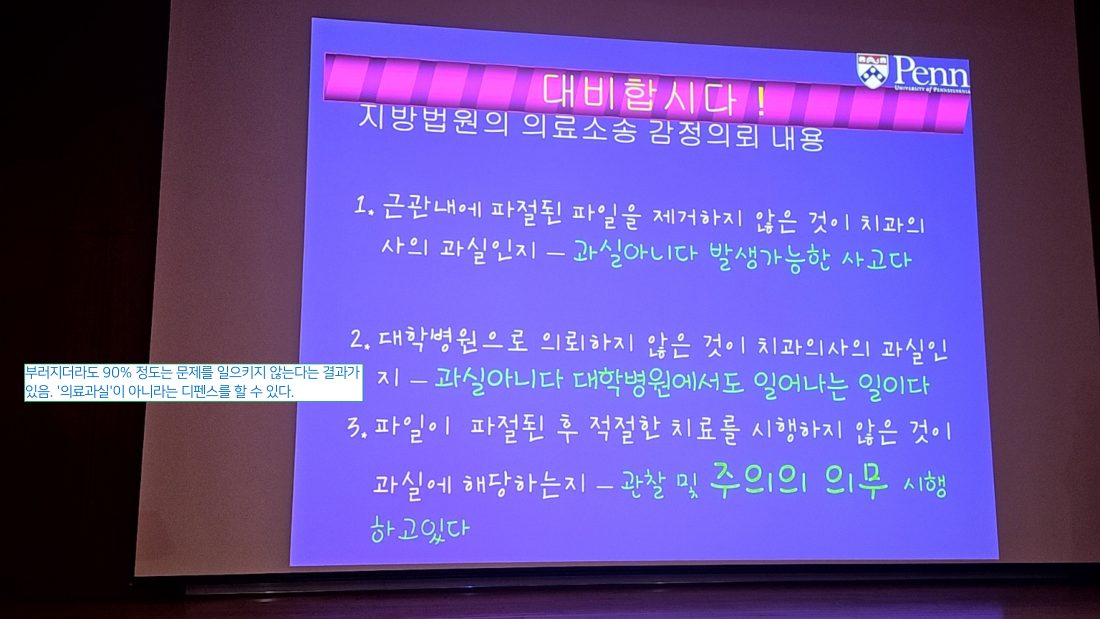 대비합시다 !
Penn
UNIVERSITY of PENNSYLVANIA
지방법원의 의료소송 감정의뢰 내용
1. 근관내에 파절된 파일을 제거하지 않은 것이 치과의
사의 과실인지 – 과실아니다 발생가능한 사고다
2. 대학병원으로 의뢰하지 않은 것이 치과의사의 과실인
지 – 과실아니다 대학병원에서도 일어나는 일이다
부러지더라도 90% 정도는 문제를 일으키지 않는다는 결과가
있음. '의료과실'이 아니라는 디펜스를 할 수 있다.
3. 파일이 파절된 후 적절한 치료를 시행하지 않은 것이
과실에 해당하는지 – 관찰 및 주의의 의무 시행
하고있다